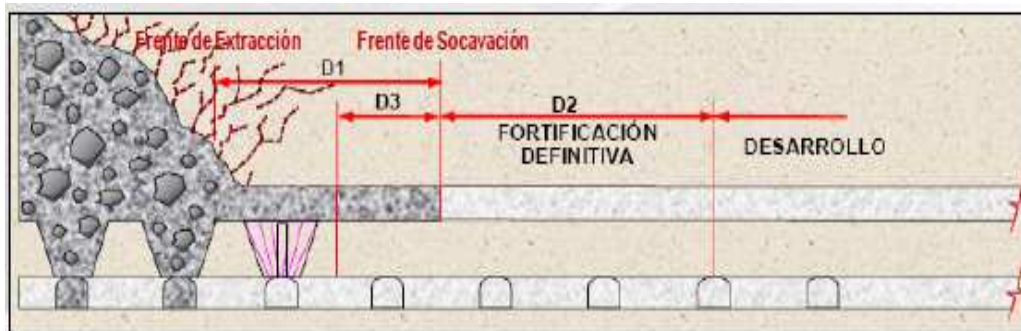 Frente de Extracción Frente de Socavación
D1
D3 D2
FORTIFICACIÓN
DEFINITIVA DESARROLLO